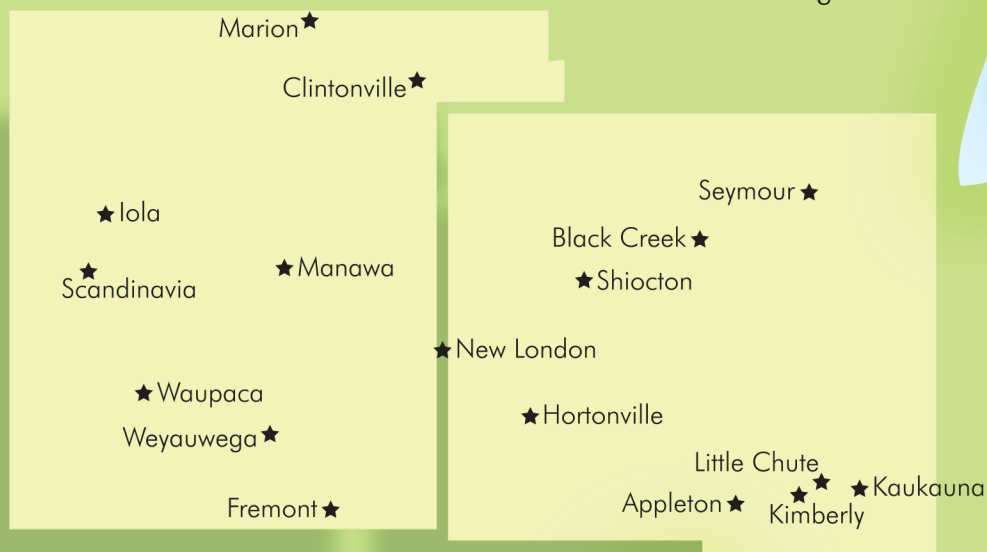 Marion
Clintonville
Seymour
Iola
Black Creek
Manawa
Shiocton
Scandinavia
New London
Waupaca
Hortonville
Weyauwega
Little Chute
Kaukauna
Appleton
Fremont
Kimberly